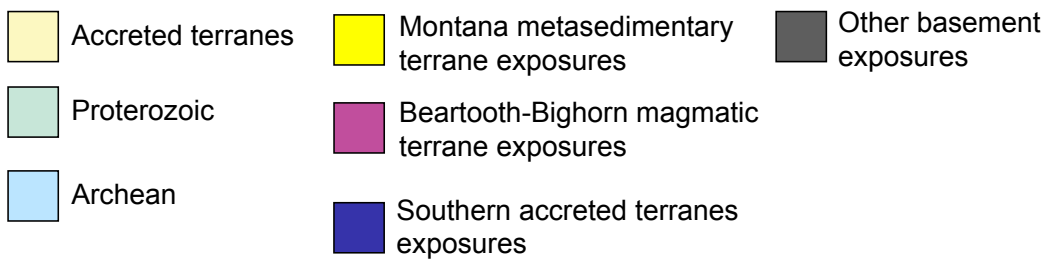 Accreted terranes
Proterozoic
Archean
Montana metasedimentary
terrane exposures
Beartooth-Bighorn magmatic
terrane exposures
Southern accreted terranes
exposures
Other basement
exposures